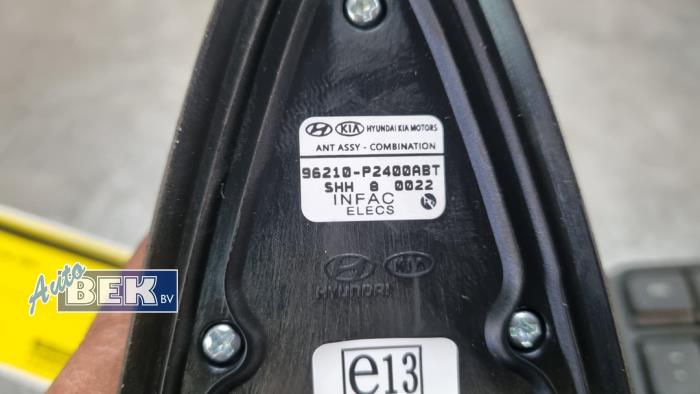 HYUNDAI KIA MOTORS
KIA
ANT ASSY - COMBINATION
96210-P2400ABT
SHH 8 0022
INFAC
ELECS
KIA
HYUNDAI
Auto
BEK BV
e13